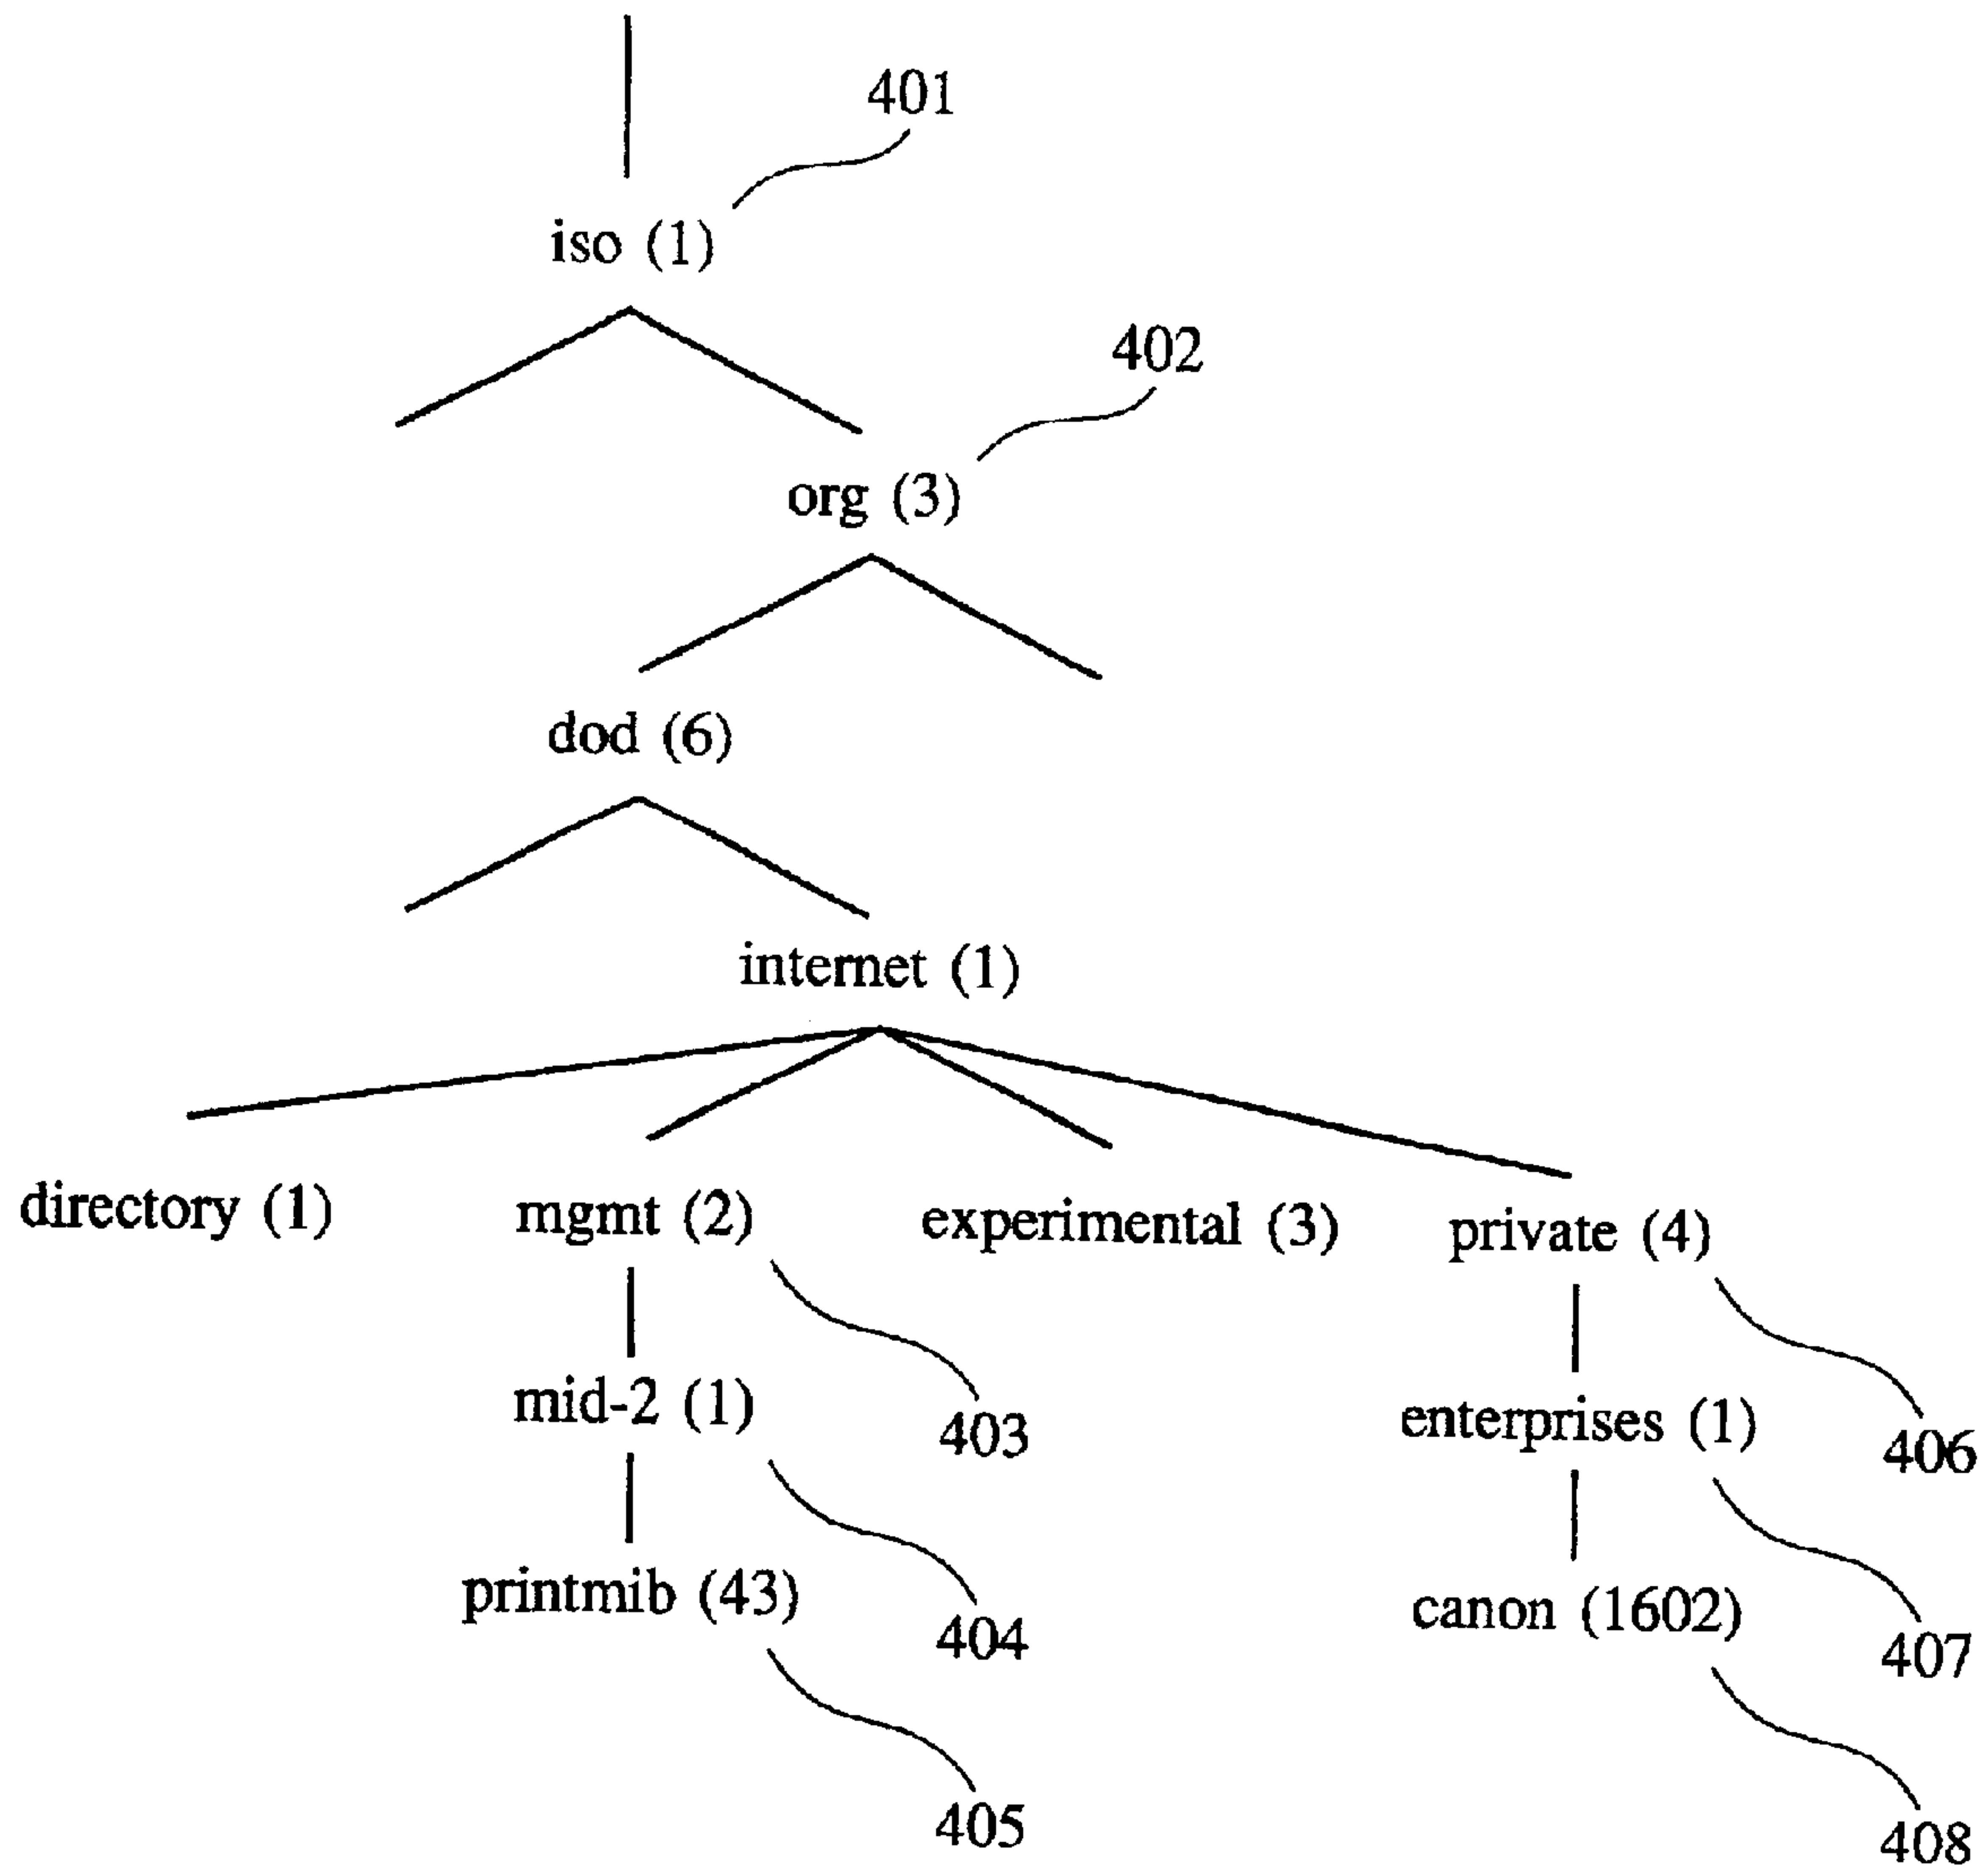 401
iso (1)
402
org (3)
dod (6)
internet (1)
directory (1)
mgmt (2)
experimental (3)
private (4)
mid-2 (1)
403
enterprises (1)
406
printmib (43)
404
canon (1602)
407
405
408